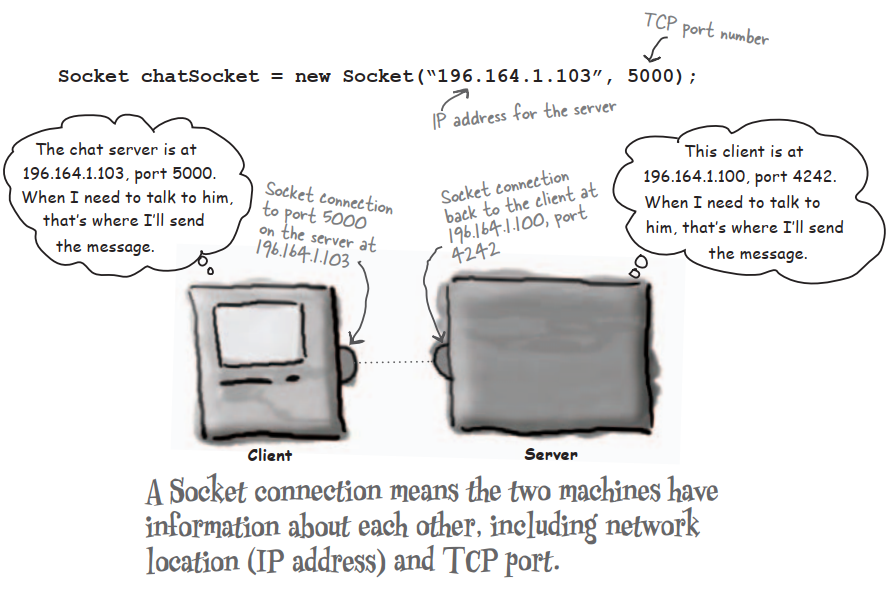 TCP port number
Socket chatSocket = new Socket(“196.164.1.103”, 5000);
IP address for the server
The chat server is at
196.164.1.103, port 5000.
When I need to talk to him,
that’s where I’ll send
the message.
Socket connection
to port 5000
on the server at
196.164.1.103
Socket connection
back to the client at
196.164.1.100, port
4242
This client is at
196.164.1.100, port 4242.
When I need to talk to
him, that’s where I’ll send
the message.
Client
Server
A Socket connection means the two machines have
information about each other, including network
location (IP address) and TCP port.